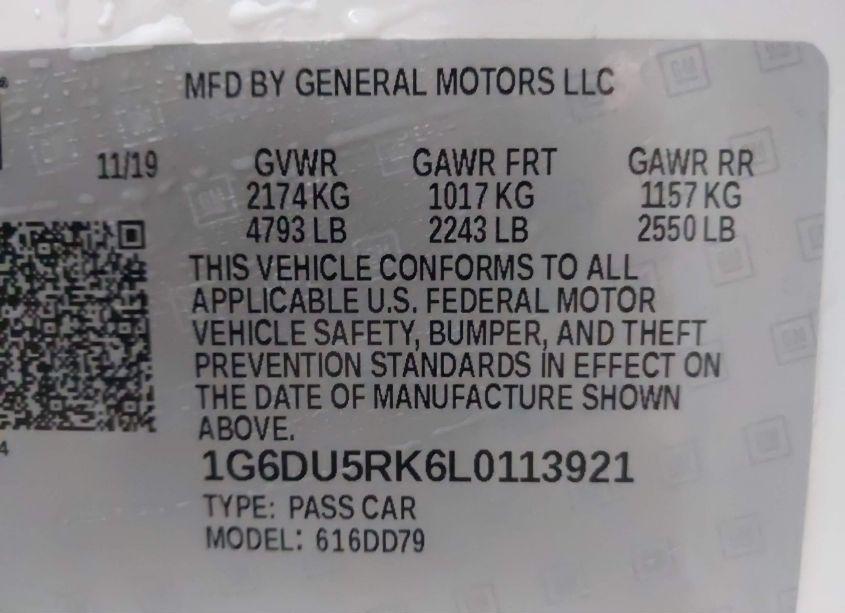 MFD BY GENERAL MOTORS LLC
11/19 GVWR GAWR FRT GAWR RR
2174 KG 1017 KG 1157 KG
4793 LB 2243 LB 2550 LB
THIS VEHICLE CONFORMS TO ALL
APPLICABLE U.S. FEDERAL MOTOR
VEHICLE SAFETY, BUMPER, AND THEFT
PREVENTION STANDARDS IN EFFECT ON
THE DATE OF MANUFACTURE SHOWN
ABOVE.
4
1G6DU5RK6L0113921
TYPE: PASS CAR
MODEL: 616DD79